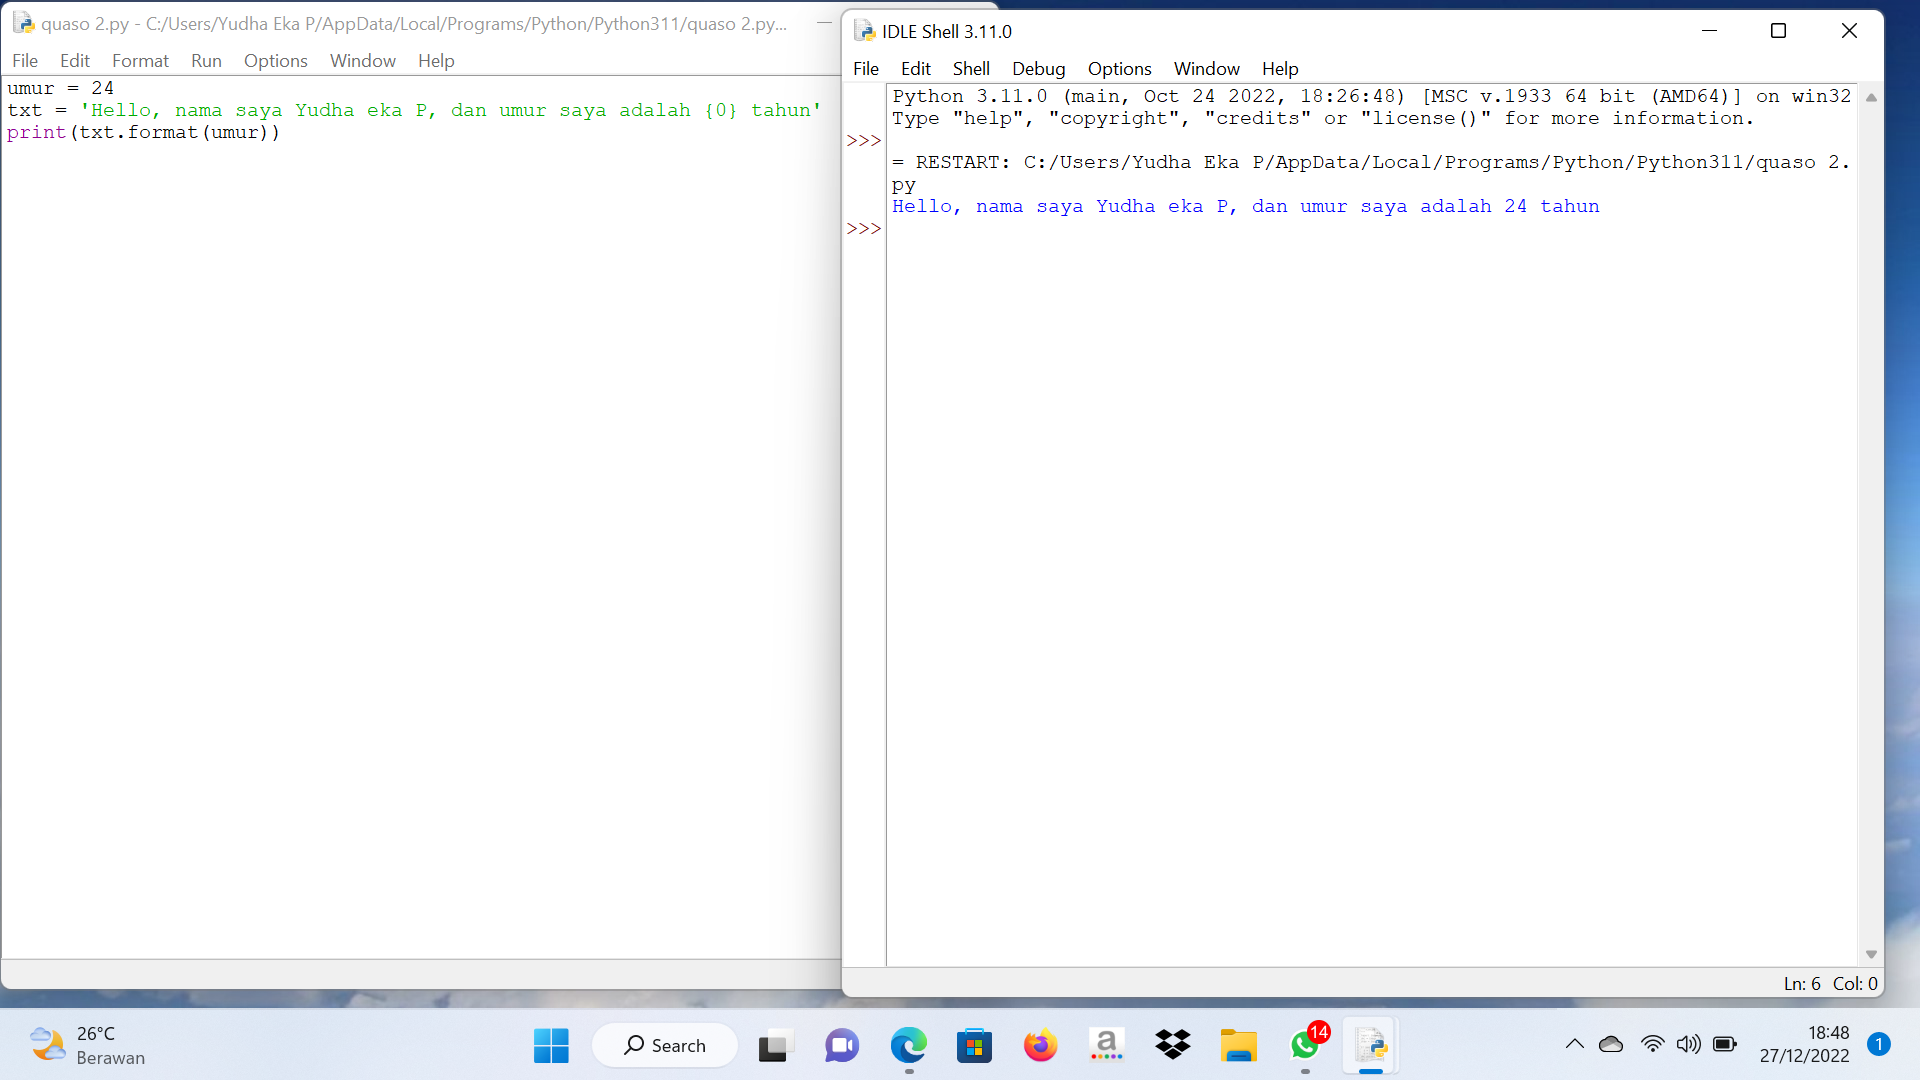 quaso 2.py - C:/Users/Yudha Eka P/AppData/Local/Programs/Python/Python311/quaso 2.py...
File Edit Format Run Options Window Help
umur = 24
txt = 'Hello, nama saya Yudha eka P, dan umur saya adalah {0} tahun'
print(txt.format(umur))
IDLE Shell 3.11.0
File Edit Shell Debug Options Window Help
Python 3.11.0 (main, Oct 24 2022, 18:26:48) [MSC v.1933 64 bit (AMD64)] on win32
Type "help", "copyright", "credits" or "license()" for more information.
>>>
= RESTART: C:/Users/Yudha Eka P/AppData/Local/Programs/Python/Python311/quaso 2.
py
Hello, nama saya Yudha eka P, dan umur saya adalah 24 tahun
>>>
Ln: 6 Col: 0
26°C
Berawan
Search
a
14
18:48
27/12/2022
1